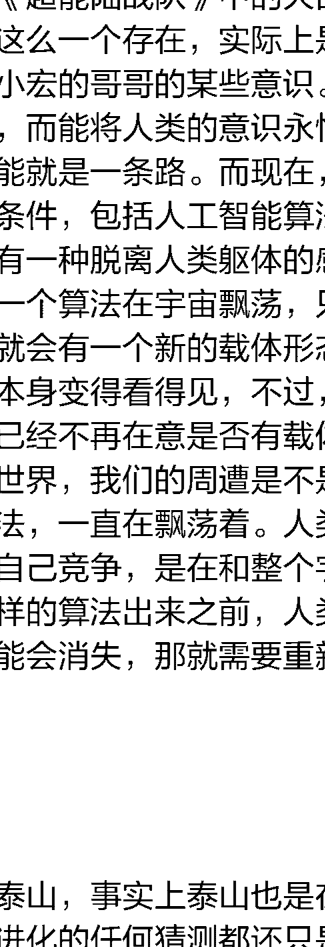 《超能陆战队》中的大白
这么一个存在，实际上是
小宏的哥哥的某些意识。
，而能将人类的意识永恒
能就是一条路。而现在，
条件，包括人工智能算法
有一种脱离人类躯体的感
一个算法在宇宙飘荡，只
就会有一个新的载体形态
本身变得看得见，不过，
已经不再在意是否有载体
世界，我们的周遭是不是
法，一直在飘荡着。人类
自己竞争，是在和整个宇
样的算法出来之前，人类
能会消失，那就需要重新
泰山，事实上泰山也是在
进化的任何猜测都还只是